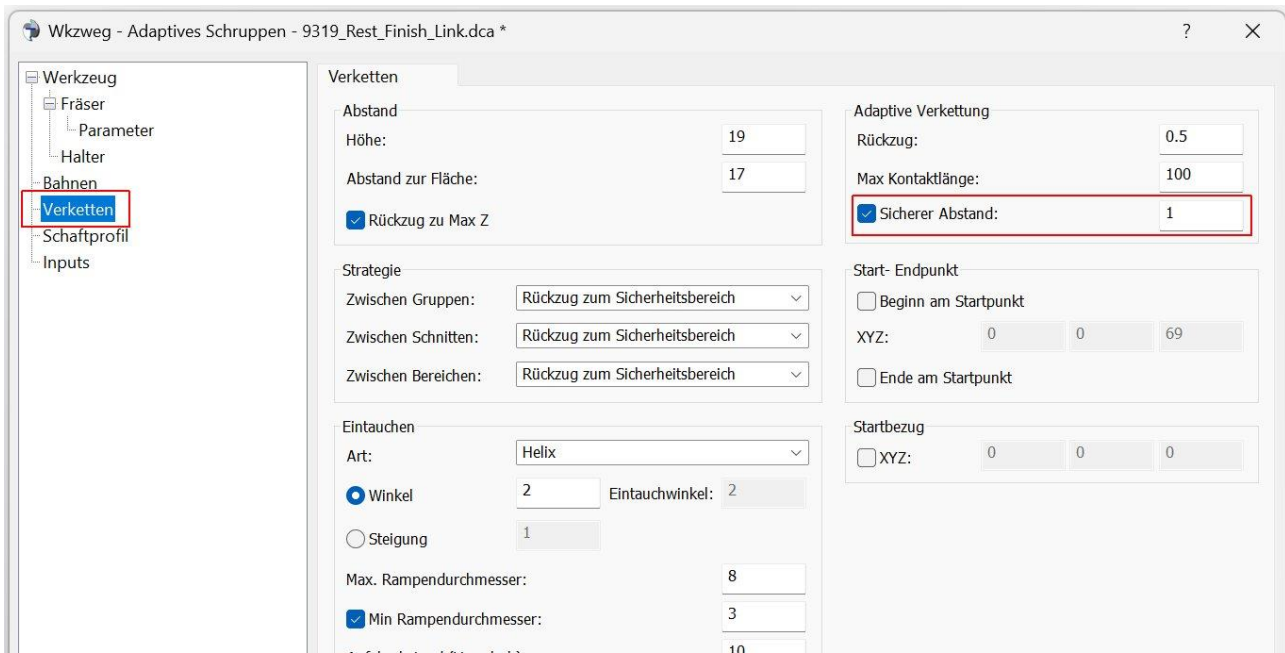 Wkzweg - Adaptives Schruppen - 9319_Rest_Finish_Link.dca *
?
Werkzeug
Fräser
Parameter
Halter
Bahnen
Verketten
Schaftprofil
Inputs
Verketten
Abstand
Höhe: 19
Abstand zur Fläche: 17
Rückzug zu Max Z
Strategie
Zwischen Gruppen: Rückzug zum Sicherheitsbereich
Zwischen Schnitten: Rückzug zum Sicherheitsbereich
Zwischen Bereichen: Rückzug zum Sicherheitsbereich
Eintauchen
Art: Helix
Winkel 2 Eintauchwinkel: 2
Steigung 1
Max. Rampendurchmesser: 8
Min Rampendurchmesser: 3
10
Adaptive Verkettung
Rückzug: 0.5
Max Kontaktlänge: 100
Sicherer Abstand: 1
Start- Endpunkt
Beginn am Startpunkt
XYZ: 0 0 69
Ende am Startpunkt
Startbezug
XYZ: 0 0 0